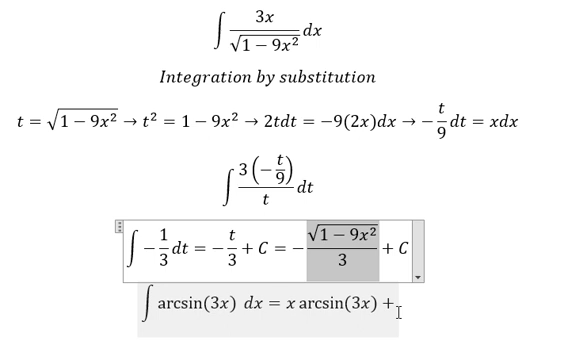 ∫ 3x/√(1 − 9x²) dx
Integration by substitution
t = √(1 − 9x²) → t² = 1 − 9x² → 2tdt = −9(2x)dx → −t/9 dt = xdx
∫ 3(−t/9)/t dt
∫ −1/3 dt = −t/3 + C = −√(1 − 9x²)/3 + C
∫ arcsin(3x) dx = x arcsin(3x) +